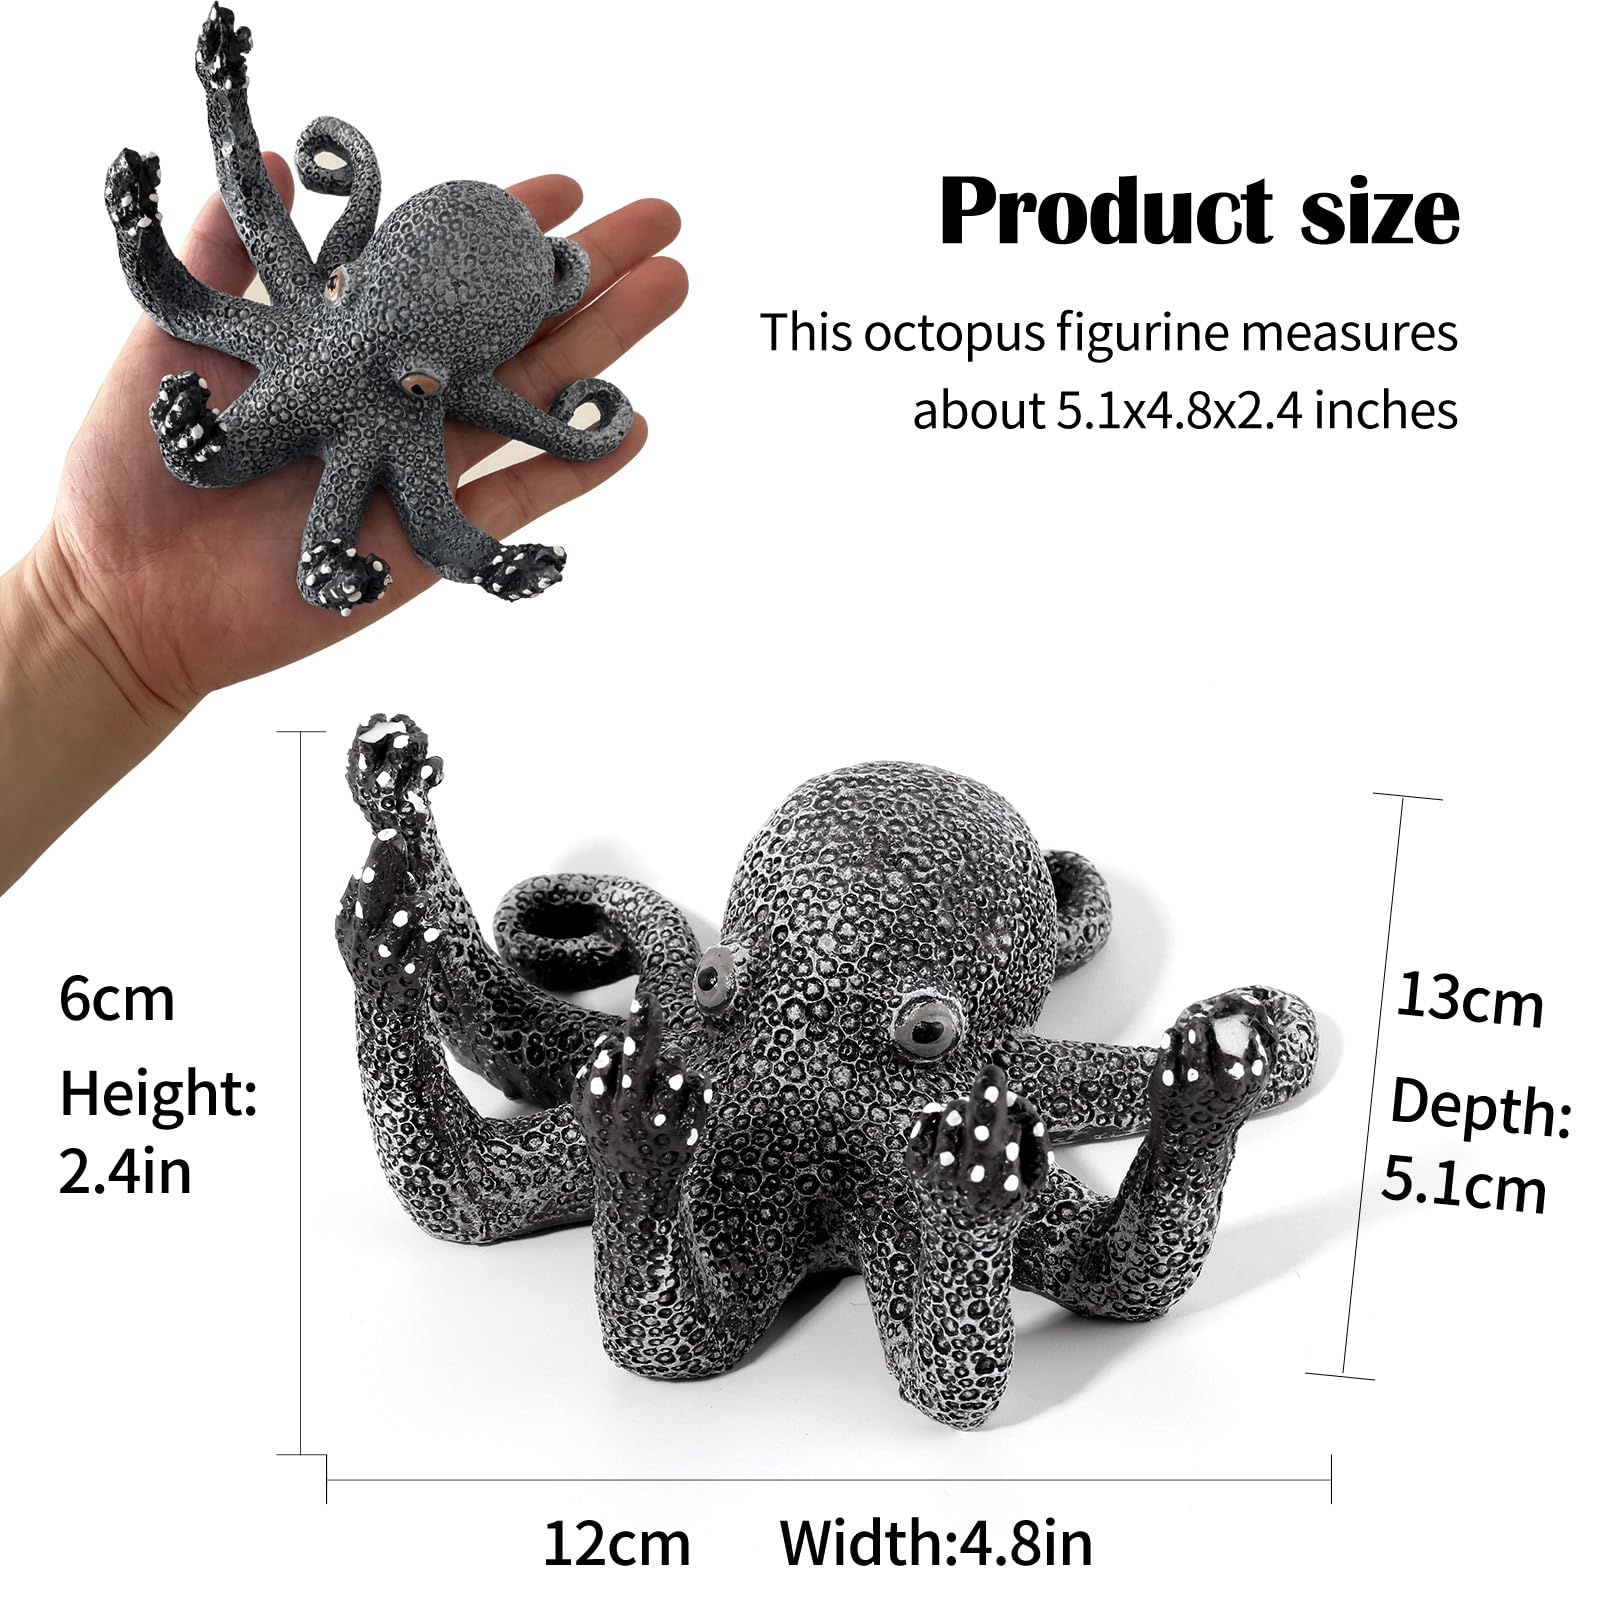 Product size
This octopus figurine measures
about 5.1x4.8x2.4 inches
6cm
Height:
2.4in
13cm
Depth:
5.1cm
12cm Width:4.8in